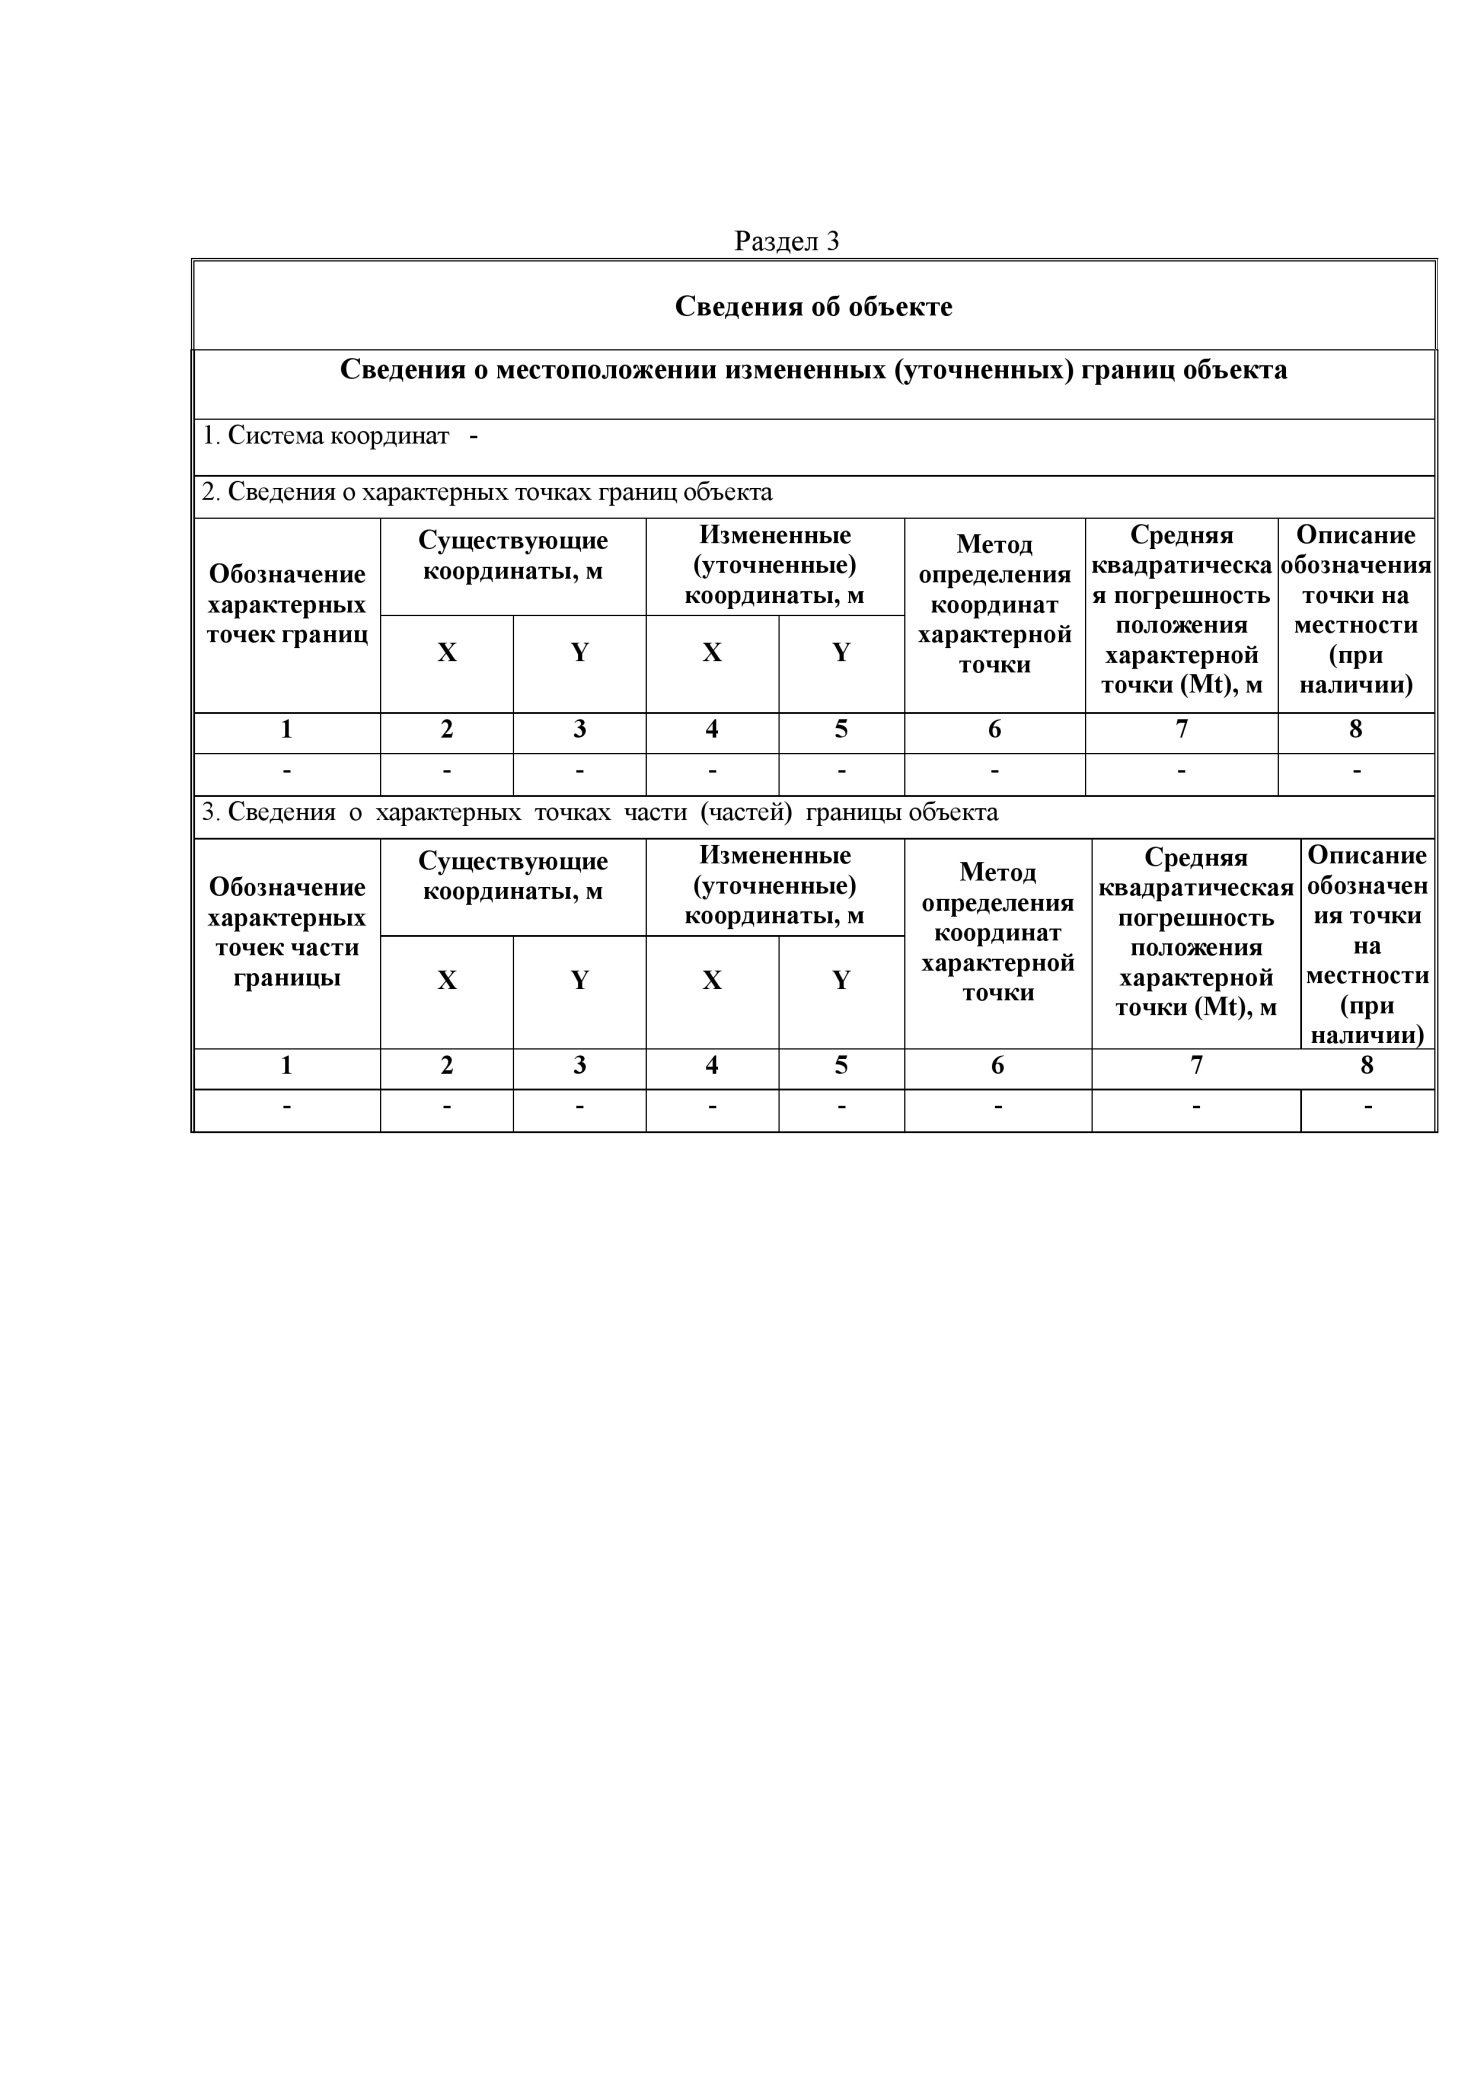 Раздел 3
Сведения об объекте
Сведения о местоположении измененных (уточненных) границ объекта
1. Система координат -
2. Сведения о характерных точках границ объекта
Обозначение
характерных
точек границ
Существующие
координаты, м
X Y
Измененные
(уточненные)
координаты, м
X Y
Метод
определения
координат
характерной
точки
Средняя
квадратическа
я погрешность
положения
характерной
точки (Mt), м
Описание
обозначения
точки на
местности
(при
наличии)
1 2 3 4 5 6 7 8
- - - - - - - -
3. Сведения о характерных точках части (частей) границы объекта
Обозначение
характерных
точек части
границы
Существующие
координаты, м
X Y
Измененные
(уточненные)
координаты, м
X Y
Метод
определения
координат
характерной
точки
Средняя
квадратическая
погрешность
положения
характерной
точки (Mt), м
Описание
обозначен
ия точки
на
местности
(при
наличии)
1 2 3 4 5 6 7 8
- - - - - - - -